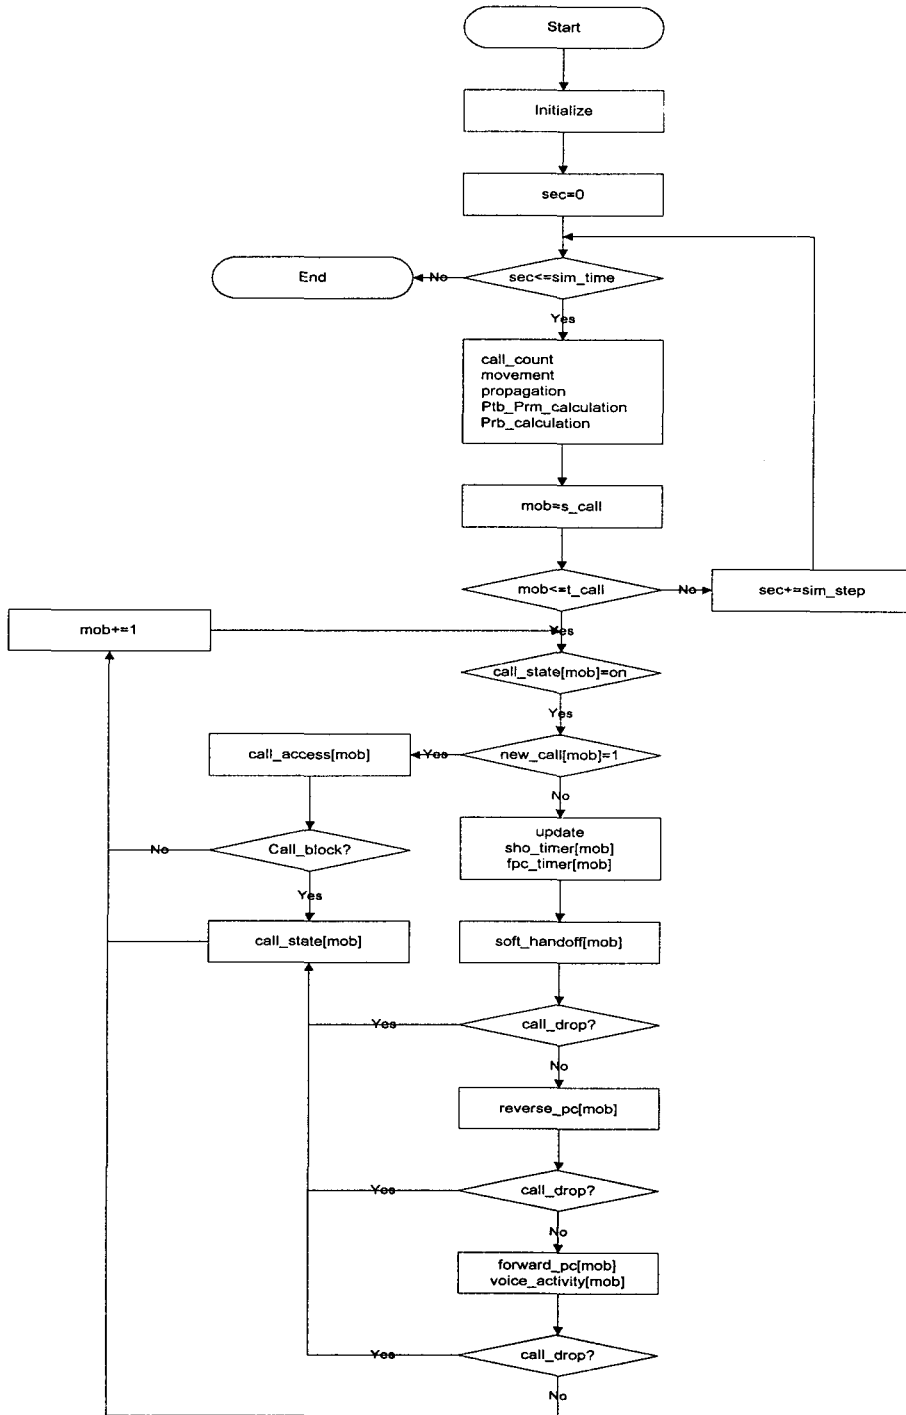 Start
Initialize
sec=0
End
No
sec<=sim_time
Yes
call_count
movement
propagation
Ptb_Prm_calculation
Prb_calculation
mob=s_call
mob<=t_call
No
sec+=sim_step
mob+=1
Yes
call_state[mob]=on
Yes
call_access[mob]
Yes
new_call[mob]=1
No
No
Call_block?
update
sho_timer[mob]
fpc_timer[mob]
Yes
call_state[mob]
soft_handoff[mob]
Yes
call_drop?
No
reverse_pc[mob]
Yes
call_drop?
No
forward_pc[mob]
voice_activity[mob]
Yes
call_drop?
No